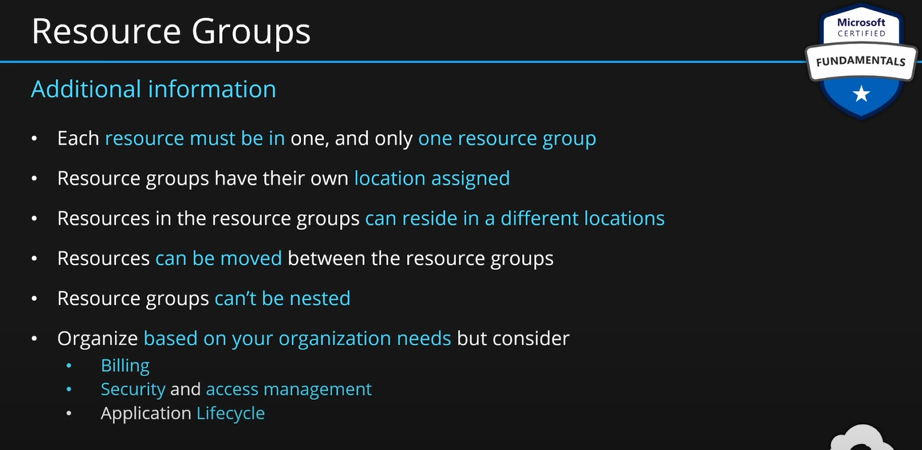 Resource Groups
Microsoft
CERTIFIED
FUNDAMENTALS
Additional information
• Each resource must be in one, and only one resource group
• Resource groups have their own location assigned
• Resources in the resource groups can reside in a different locations
• Resources can be moved between the resource groups
• Resource groups can’t be nested
• Organize based on your organization needs but consider
• Billing
• Security and access management
• Application Lifecycle